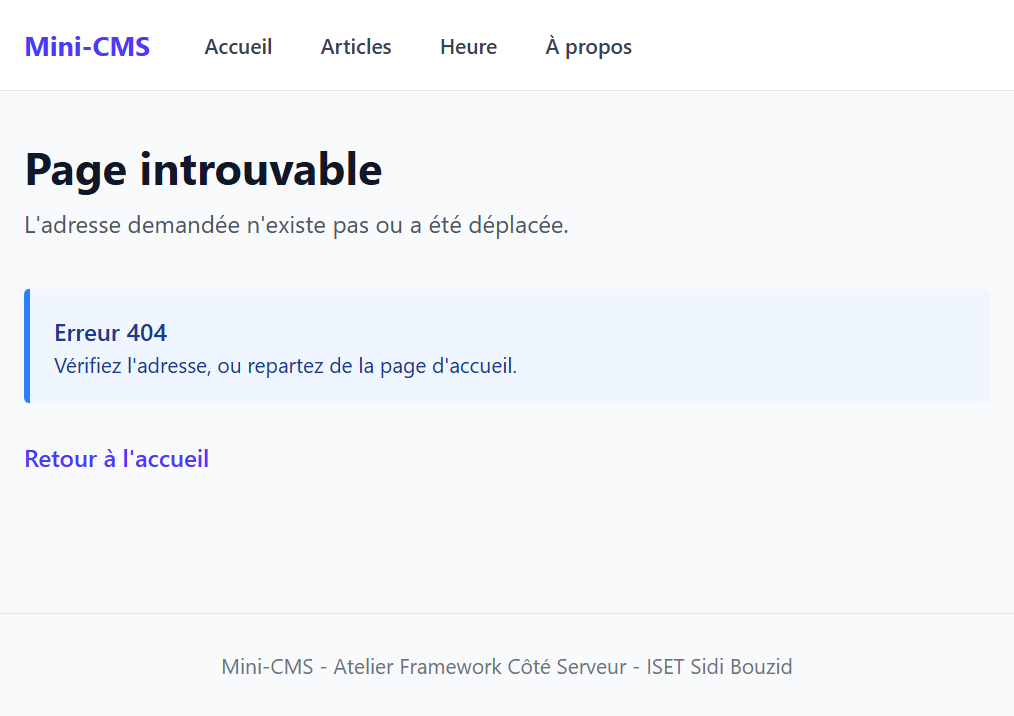 Mini-CMS Accueil Articles Heure À propos
Page introuvable
L'adresse demandée n'existe pas ou a été déplacée.
Erreur 404
Vérifiez l'adresse, ou repartez de la page d'accueil.
Retour à l'accueil
Mini-CMS - Atelier Framework Côté Serveur - ISET Sidi Bouzid